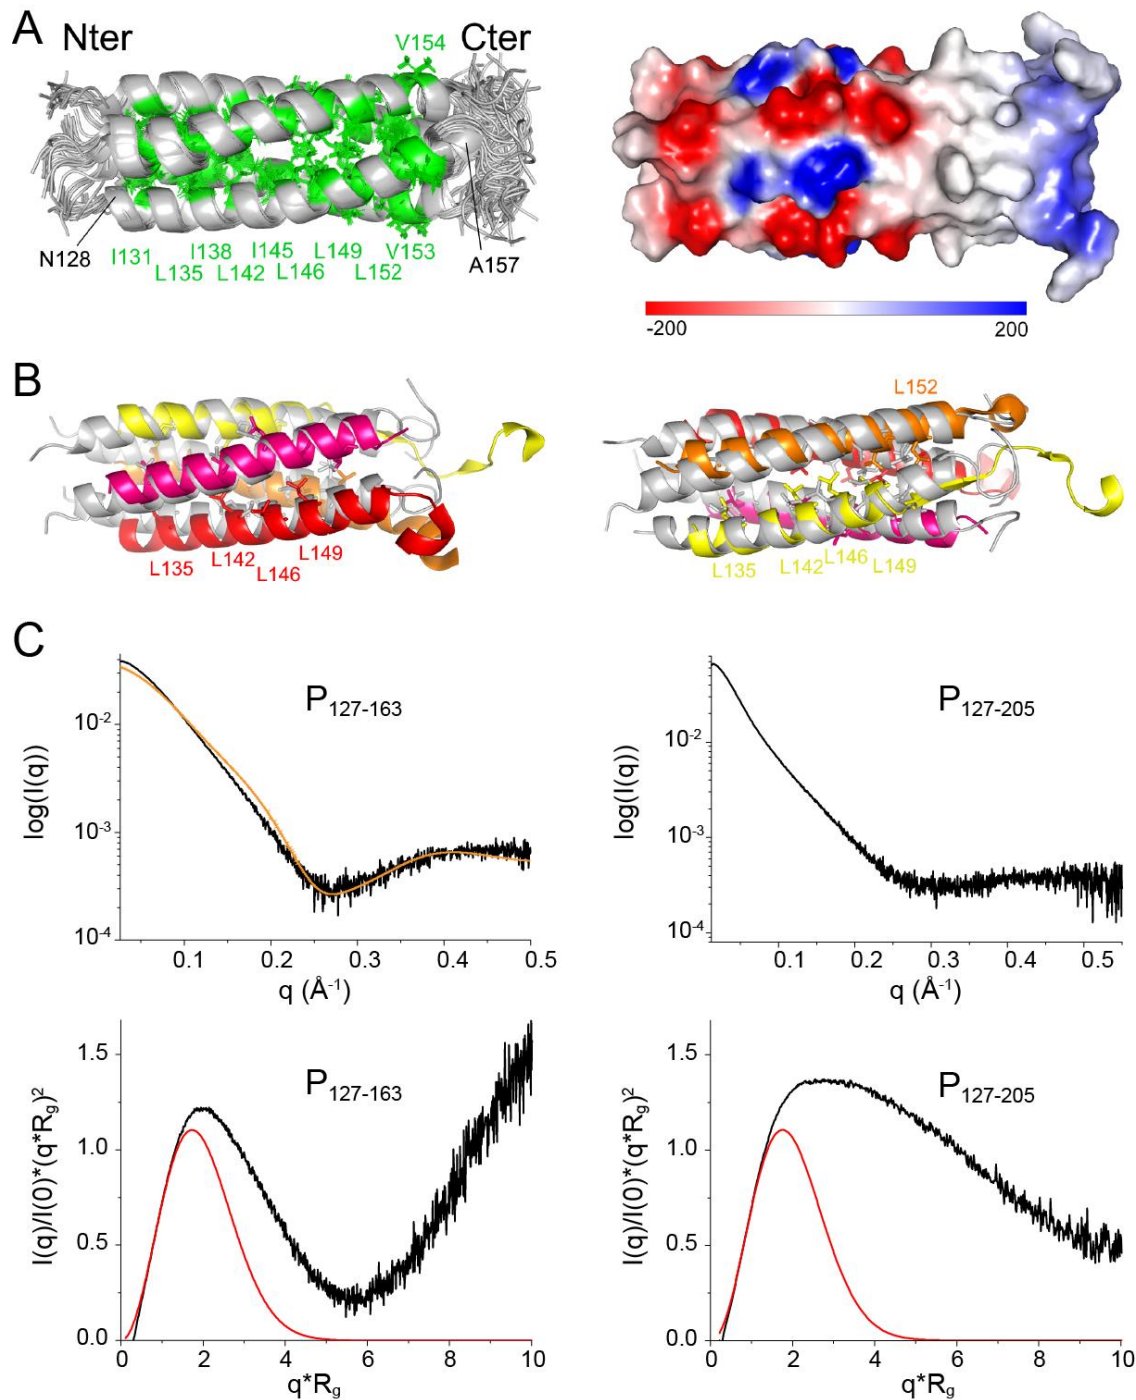 A
Nter
Cter
V154
N128
I131
L135
I138
L142
I145
L146
L149
L152
V153
A157
-200
200
B
L135
L142
L146
L149
L152
L135
L142
L146
L149
C
P127-163
log(I(q))
10-2
10-3
10-4
0.1
0.2
0.3
0.4
0.5
q (Å-1)
P127-205
log(I(q))
10-2
10-3
10-4
0.1
0.2
0.3
0.4
0.5
q (Å-1)
P127-163
I(q)/I(0)*(q*Rg)2
1.5
1.0
0.5
0.0
0
2
4
6
8
10
q*Rg
P127-205
I(q)/I(0)*(q*Rg)2
1.5
1.0
0.5
0.0
0
2
4
6
8
10
q*Rg